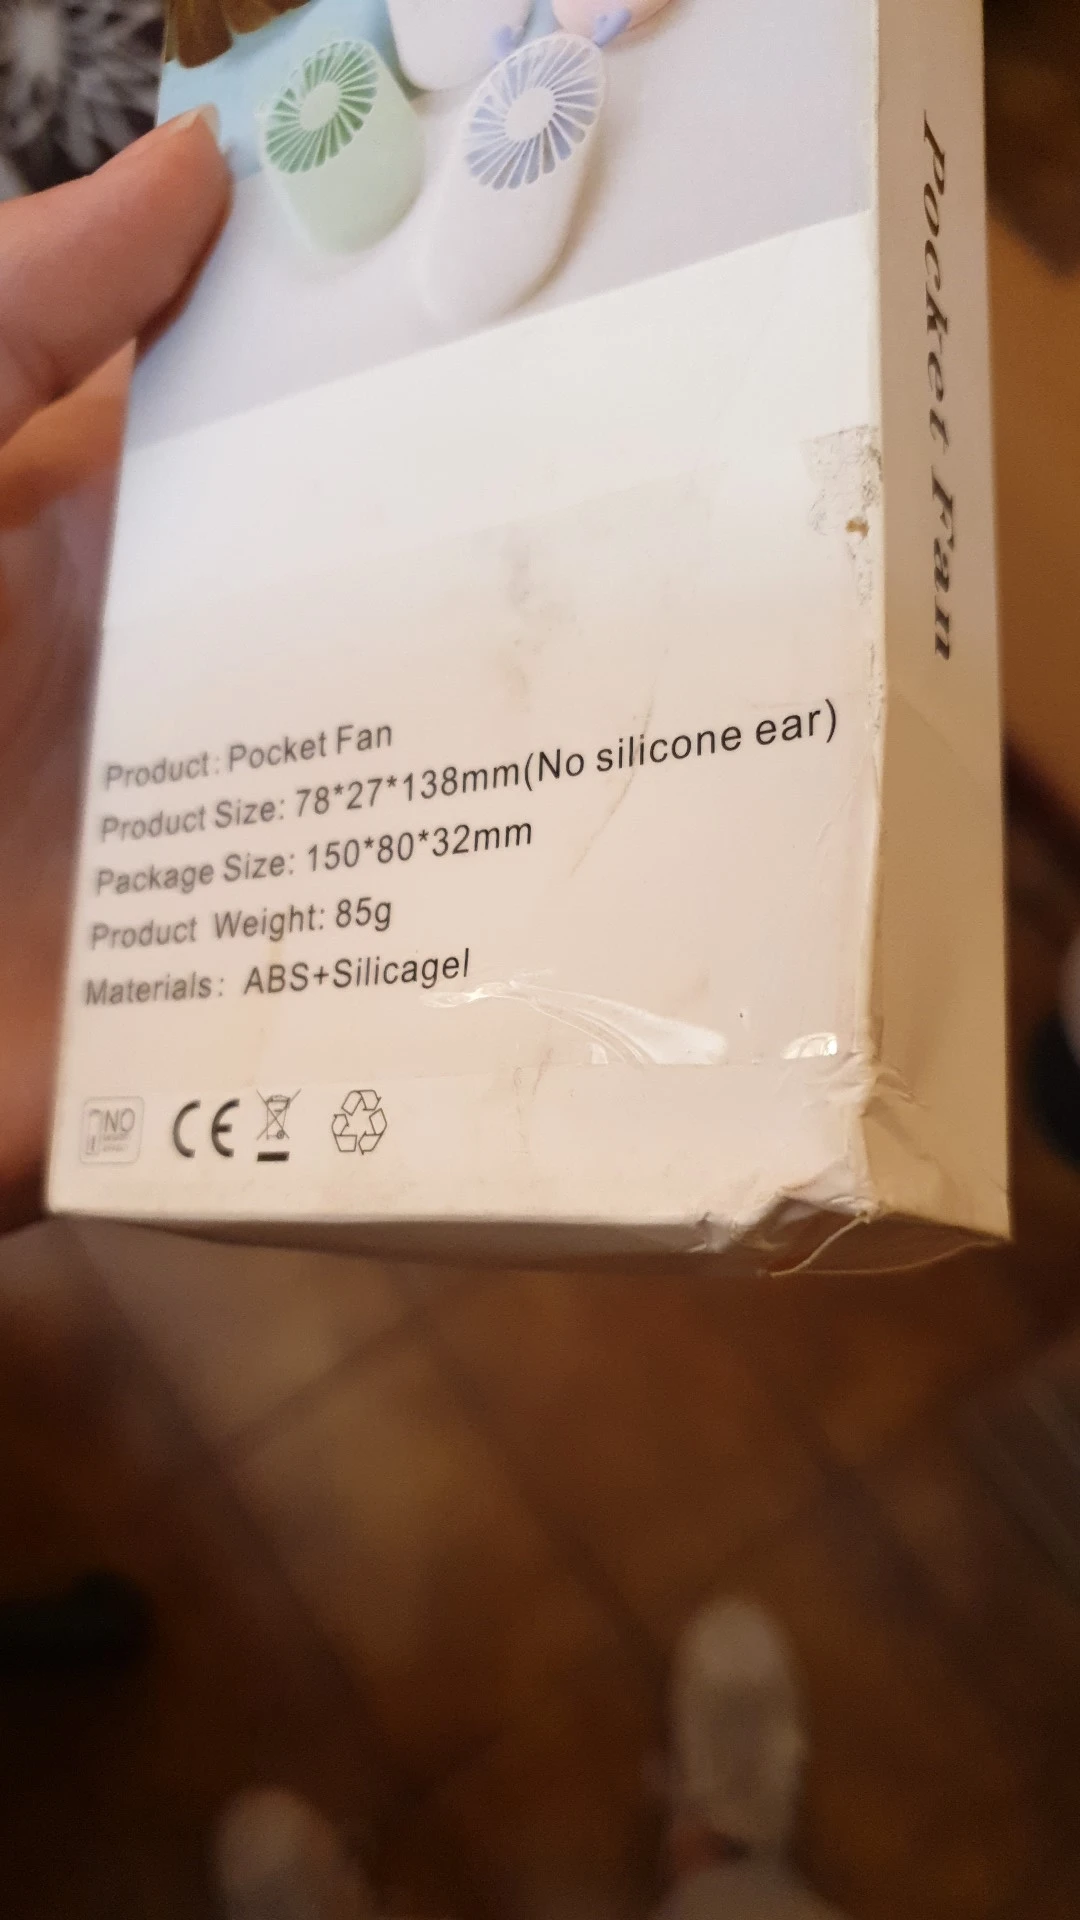 Pocket Fan
Product: Pocket Fan
Product Size: 78*27*138mm(No silicone ear)
Package Size: 150*80*32mm
Product Weight: 85g
Materials: ABS+Silicagel
NO
CE